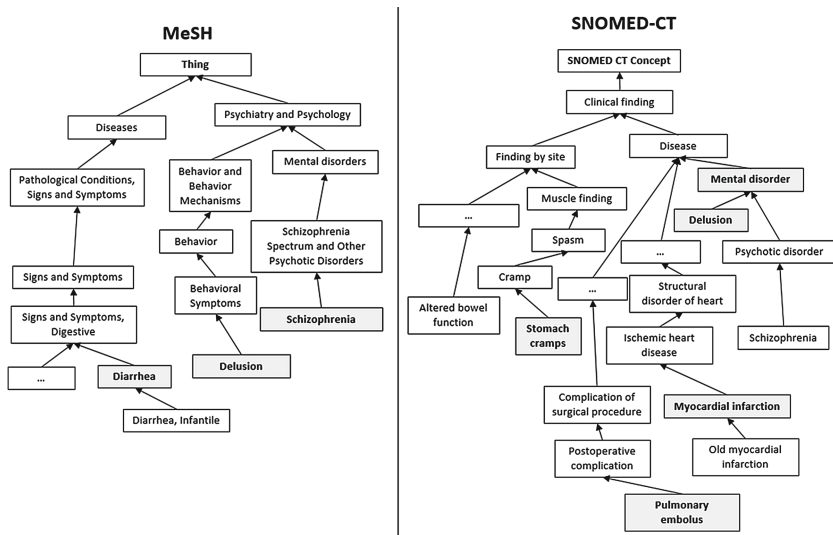 MeSH
Thing
Psychiatry and Psychology
Diseases
Mental disorders
Behavior and
Behavior
Mechanisms
Pathological Conditions,
Signs and Symptoms
Schizophrenia
Spectrum and Other
Psychotic Disorders
Behavior
Signs and Symptoms
Behavioral
Symptoms
Signs and Symptoms,
Digestive
Schizophrenia
Delusion
...
Diarrhea
Diarrhea, Infantile
SNOMED-CT
SNOMED CT Concept
Clinical finding
Disease
Finding by site
Mental disorder
Muscle finding
...
Delusion
Spasm
...
Psychotic disorder
Cramp
...
Structural
disorder of heart
Altered bowel
function
Stomach
cramps
Ischemic heart
disease
Schizophrenia
Complication of
surgical procedure
Myocardial infarction
Postoperative
complication
Old myocardial
infarction
Pulmonary
embolus